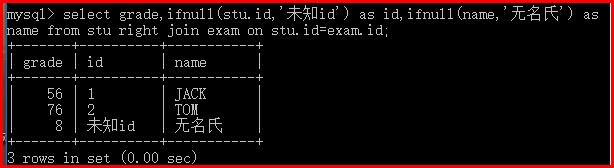 mysql> select grade,ifnull(stu.id,'未知id') as id,ifnull(name,'无名氏') as
name from stu right join exam on stu.id=exam.id;
+-------+--------+--------+
| grade | id     | name   |
+-------+--------+--------+
|    56 | 1      | JACK   |
|    76 | 2      | TOM    |
|     8 | 未知id | 无名氏 |
+-------+--------+--------+
3 rows in set (0.00 sec)